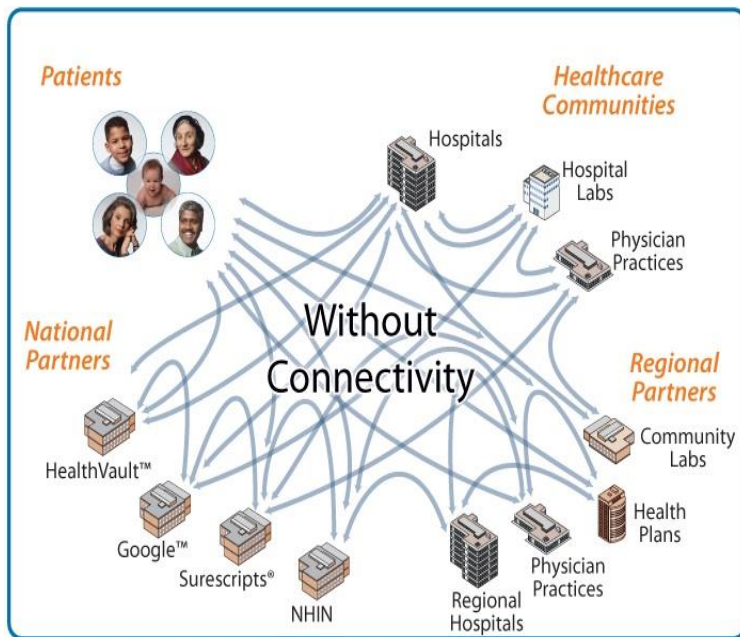 Patients
Healthcare
Communities
Hospitals
Hospital
Labs
Physician
Practices
Without
Connectivity
National
Partners
Regional
Partners
HealthVault™
Google™
Surescripts®
NHIN
Regional
Hospitals
Physician
Practices
Health
Plans
Community
Labs